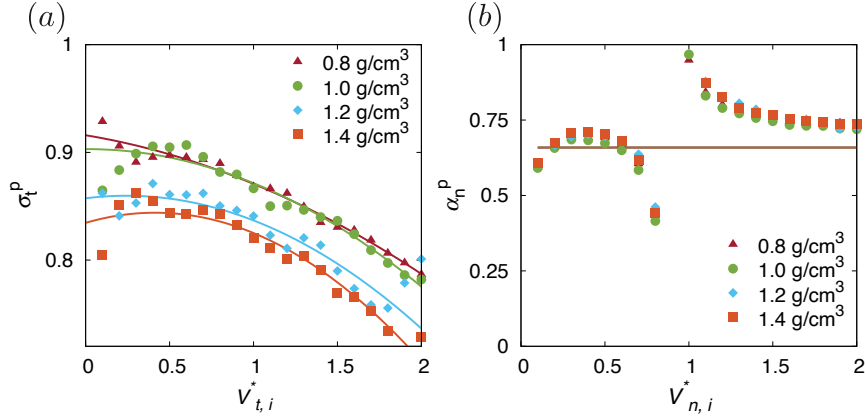 (a)
1
0.9
0.8
σ_t^p
0.8 g/cm³
1.0 g/cm³
1.2 g/cm³
1.4 g/cm³
0 0.5 1 1.5 2
V*_{t, i}
(b)
1
0.75
0.5
0.25
0
α_n^p
0.8 g/cm³
1.0 g/cm³
1.2 g/cm³
1.4 g/cm³
0 0.5 1 1.5 2
V*_{n, i}